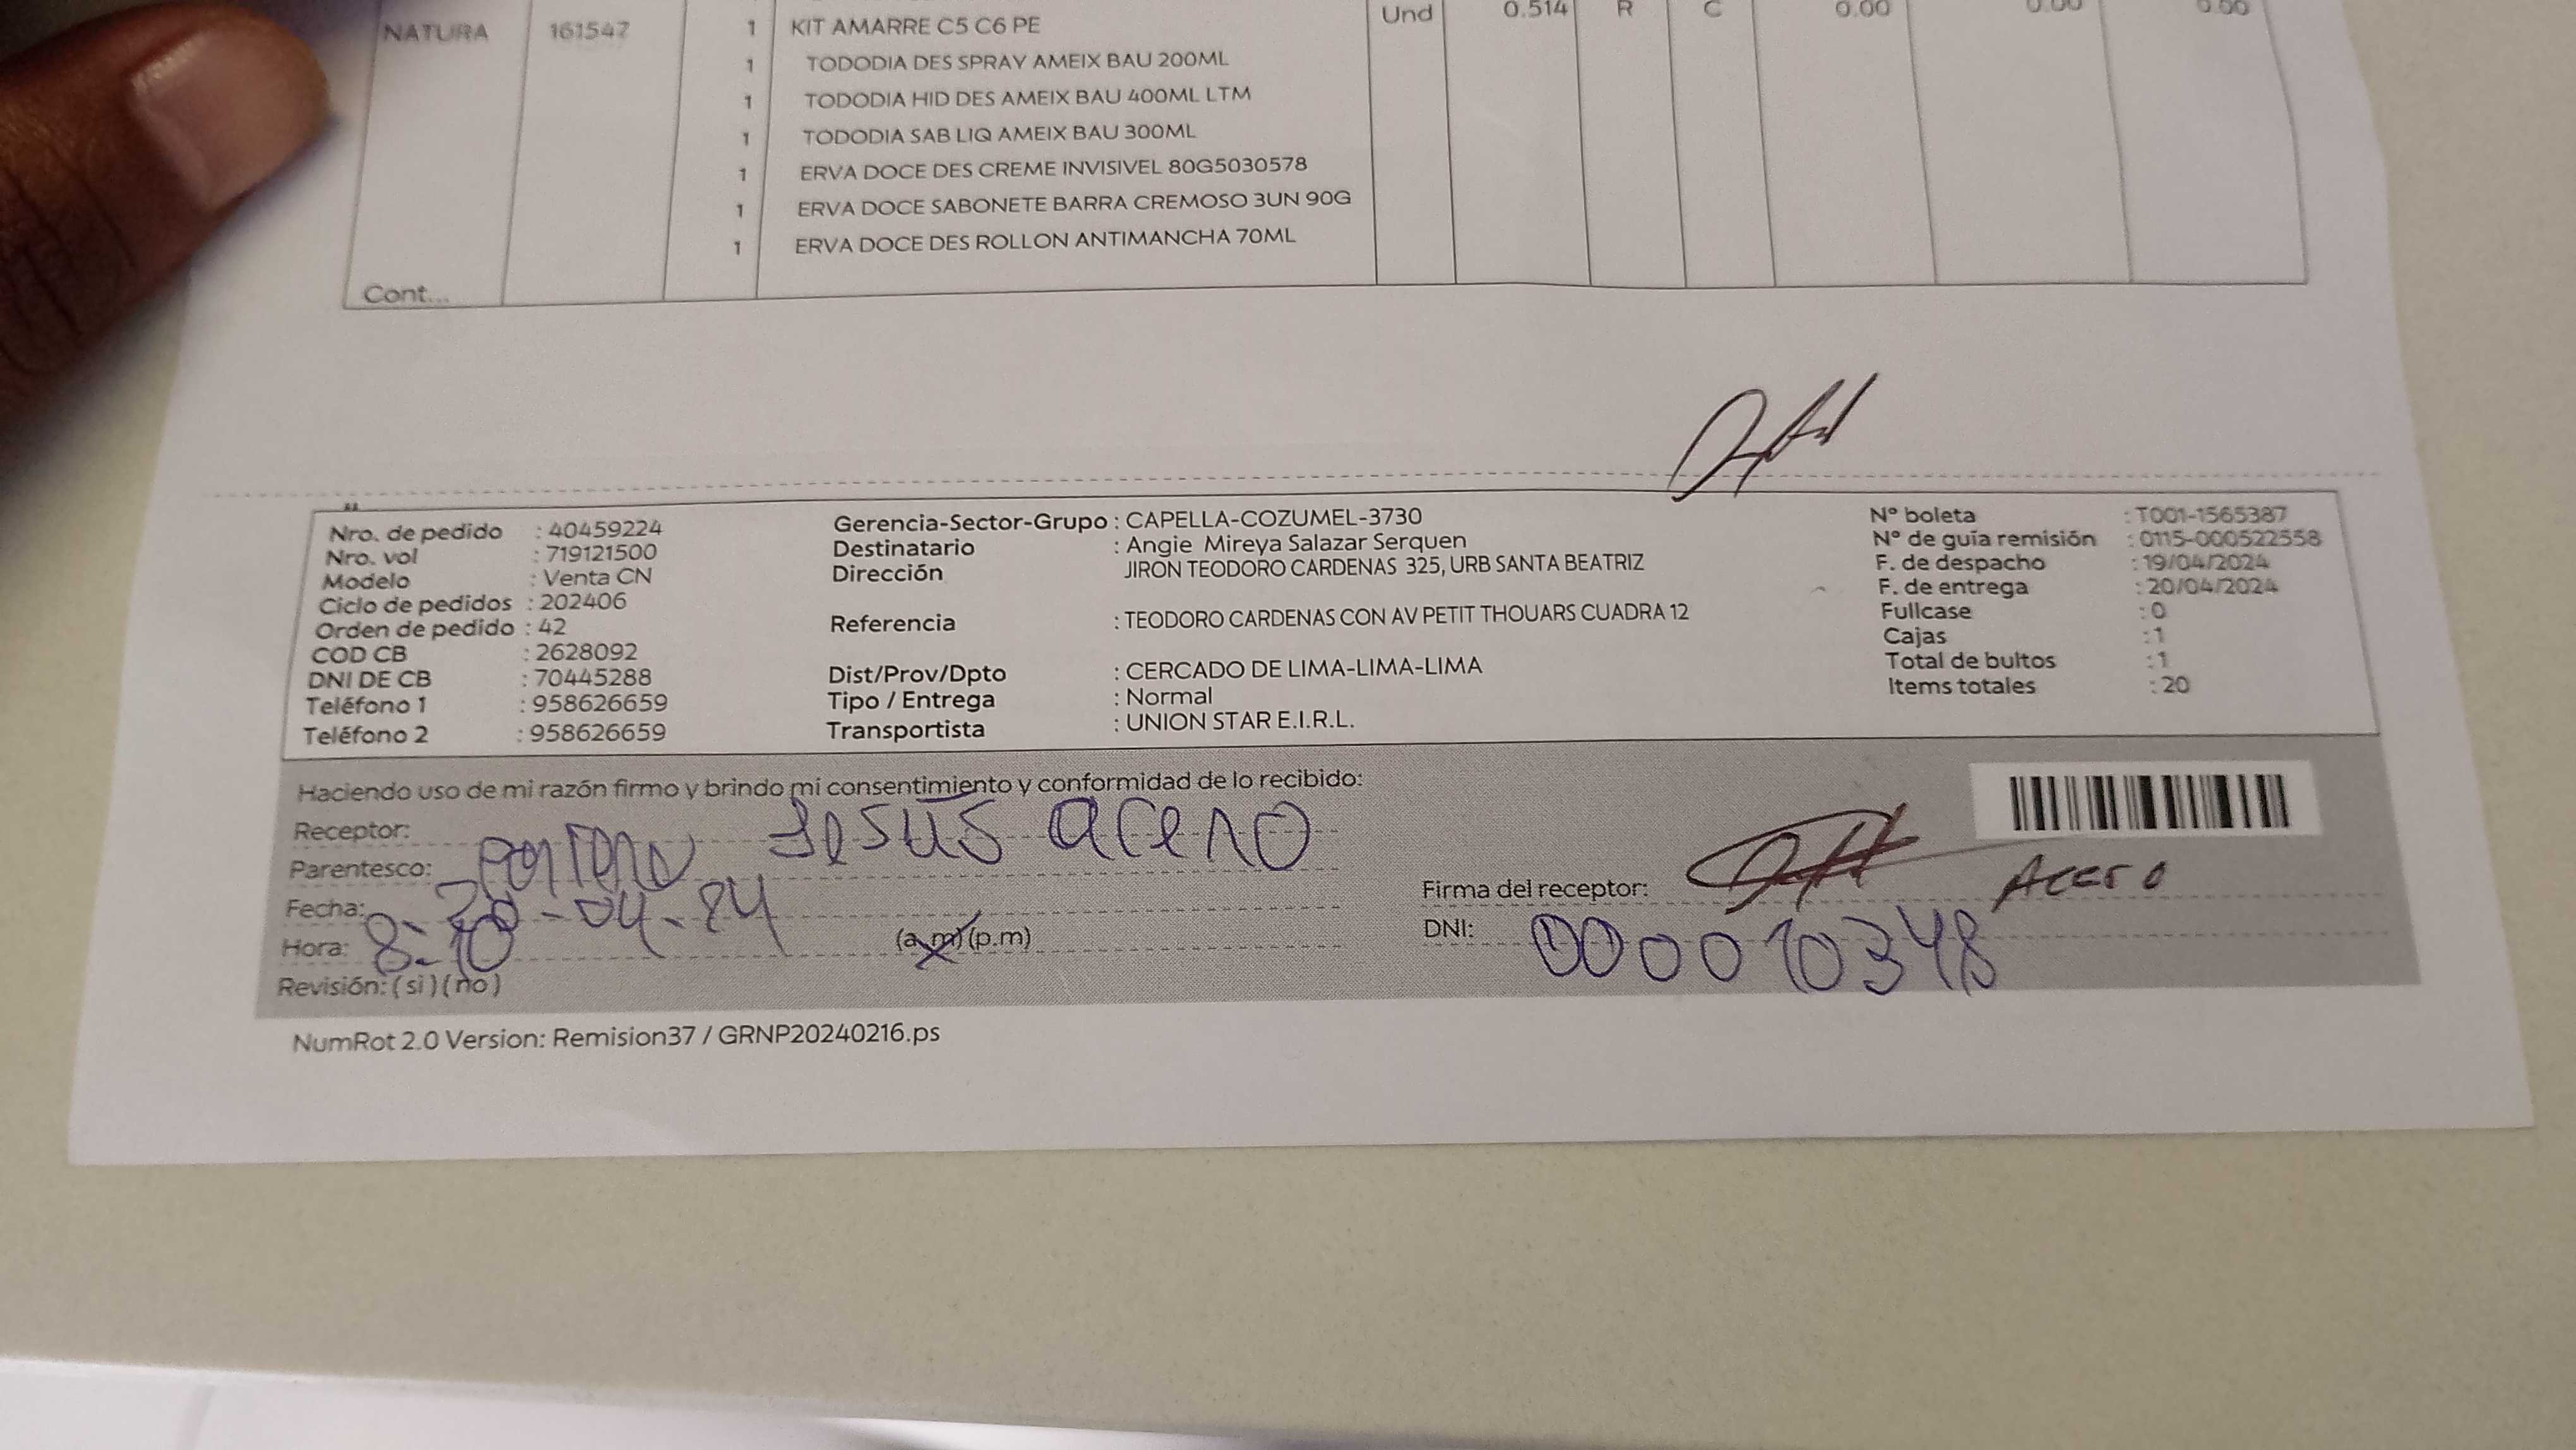 NATURA 161547 1 KIT AMARRE C5 C6 PE Und 0.514 R C 0.00 0.00 0.00
1 TODODIA DES SPRAY AMEIX BAU 200ML
1 TODODIA HID DES AMEIX BAU 400ML LTM
1 TODODIA SAB LIQ AMEIX BAU 300ML
1 ERVA DOCE DES CREME INVISIVEL 80G5030578
1 ERVA DOCE SABONETE BARRA CREMOSO 3UN 90G
1 ERVA DOCE DES ROLLON ANTIMANCHA 70ML
Cont...
Nro. de pedido : 40459224
Nro. vol : 719121500
Modelo : Venta CN
Ciclo de pedidos : 202406
Orden de pedido : 42
COD CB : 2628092
DNI DE CB : 70445288
Teléfono 1 : 958626659
Teléfono 2 : 958626659
Gerencia-Sector-Grupo : CAPELLA-COZUMEL-3730
Destinatario : Angie Mireya Salazar Serquen
Dirección JIRON TEODORO CARDENAS 325, URB SANTA BEATRIZ
Referencia : TEODORO CARDENAS CON AV PETIT THOUARS CUADRA 12
Dist/Prov/Dpto : CERCADO DE LIMA-LIMA-LIMA
Tipo / Entrega : Normal
Transportista : UNION STAR E.I.R.L.
N° boleta : T001-1565387
N° de guía remisión : 0115-000522558
F. de despacho : 19/04/2024
F. de entrega : 20/04/2024
Fullcase : 0
Cajas : 1
Total de bultos : 1
Items totales : 20
Haciendo uso de mi razón firmo y brindo mi consentimiento y conformidad de lo recibido:
Receptor: Jesus acero
Parentesco:
Fecha: 20-04-24
Hora: 8:10 (a.m) (p.m)
Revisión: ( si ) ( no )
Firma del receptor: Acero
DNI: 000010348
NumRot 2.0 Version: Remision37 / GRNP20240216.ps